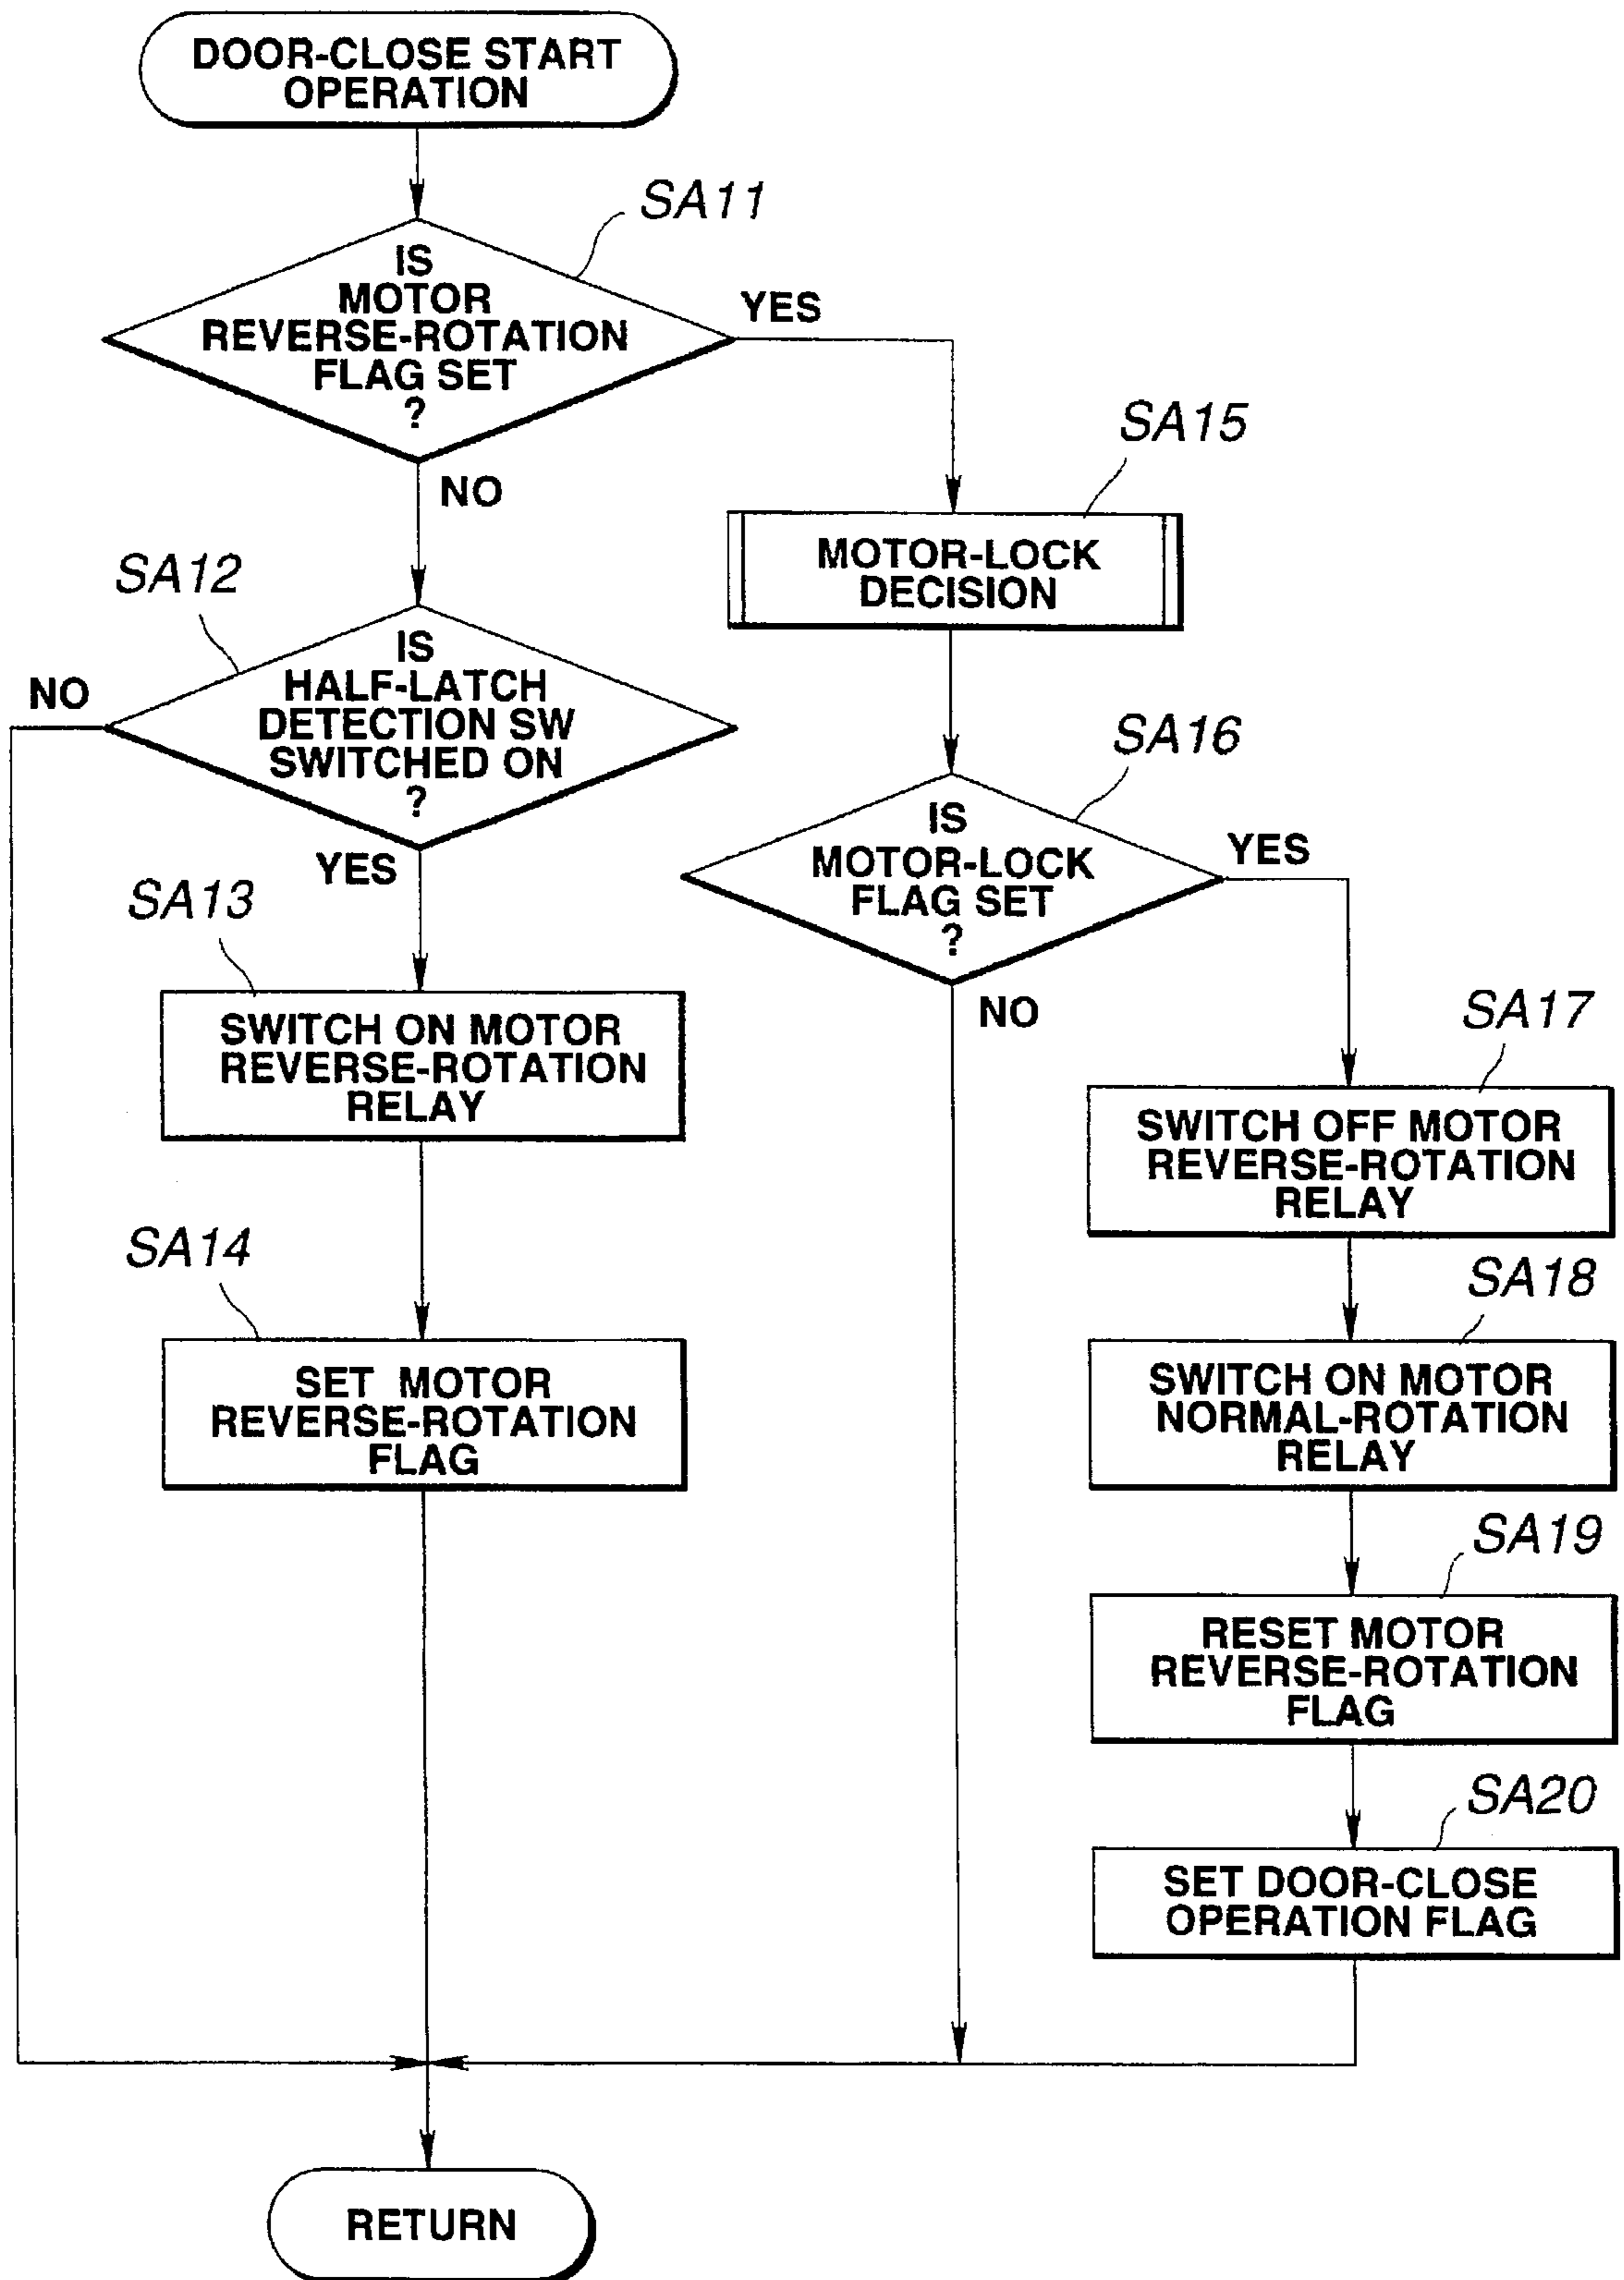 DOOR-CLOSE START
OPERATION
SA11
IS
MOTOR
REVERSE-ROTATION
FLAG SET
?
YES
NO
SA12
IS
HALF-LATCH
DETECTION SW
SWITCHED ON
?
NO
YES
SA13
SWITCH ON MOTOR
REVERSE-ROTATION
RELAY
SA14
SET MOTOR
REVERSE-ROTATION
FLAG
SA15
MOTOR-LOCK
DECISION
SA16
IS
MOTOR-LOCK
FLAG SET
?
YES
NO
SA17
SWITCH OFF MOTOR
REVERSE-ROTATION
RELAY
SA18
SWITCH ON MOTOR
NORMAL-ROTATION
RELAY
SA19
RESET MOTOR
REVERSE-ROTATION
FLAG
SA20
SET DOOR-CLOSE
OPERATION FLAG
RETURN